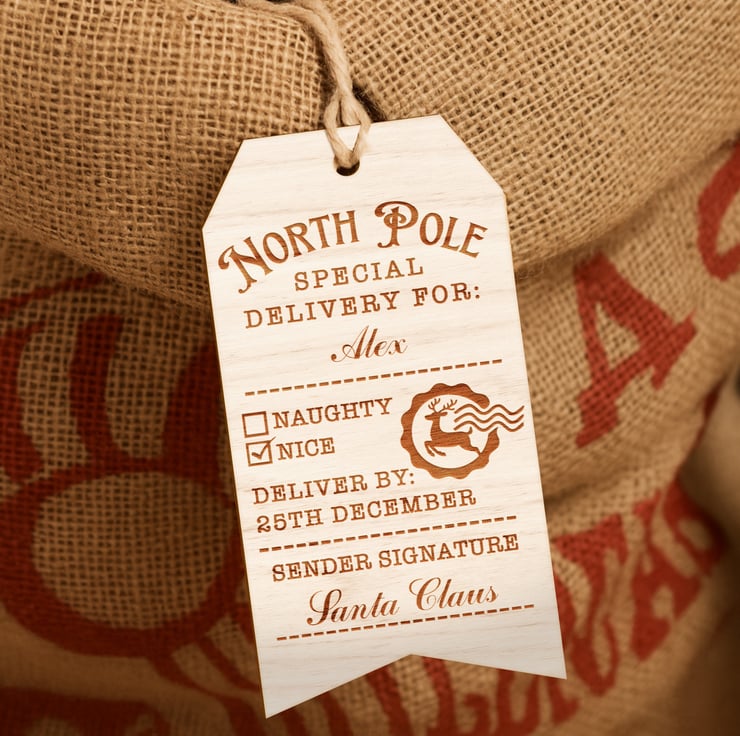 NORTH POLE
SPECIAL
DELIVERY FOR:
Alex
NAUGHTY
NICE
DELIVER BY:
25TH DECEMBER
SENDER SIGNATURE
Santa Claus